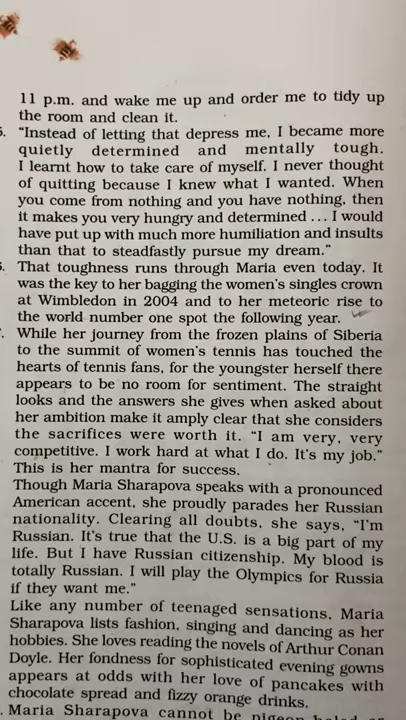 11 p.m. and wake me up and order me to tidy up
the room and clean it.
5. “Instead of letting that depress me, I became more
quietly determined and mentally tough.
I learnt how to take care of myself. I never thought
of quitting because I knew what I wanted. When
you come from nothing and you have nothing, then
it makes you very hungry and determined ... I would
have put up with much more humiliation and insults
than that to steadfastly pursue my dream.”
6. That toughness runs through Maria even today. It
was the key to her bagging the women's singles crown
at Wimbledon in 2004 and to her meteoric rise to
the world number one spot the following year.
While her journey from the frozen plains of Siberia
to the summit of women's tennis has touched the
hearts of tennis fans, for the youngster herself there
appears to be no room for sentiment. The straight
looks and the answers she gives when asked about
her ambition make it amply clear that she considers
the sacrifices were worth it. “I am very, very
competitive. I work hard at what I do. It's my job.”
This is her mantra for success.
Though Maria Sharapova speaks with a pronounced
American accent, she proudly parades her Russian
nationality. Clearing all doubts, she says, “I'm
Russian. It's true that the U.S. is a big part of my
life. But I have Russian citizenship. My blood is
totally Russian. I will play the Olympics for Russia
if they want me.”
Like any number of teenaged sensations, Maria
Sharapova lists fashion, singing and dancing as her
hobbies. She loves reading the novels of Arthur Conan
Doyle. Her fondness for sophisticated evening gowns
appears at odds with her love of pancakes with
chocolate spread and fizzy orange drinks.
Maria Sharapova cannot be